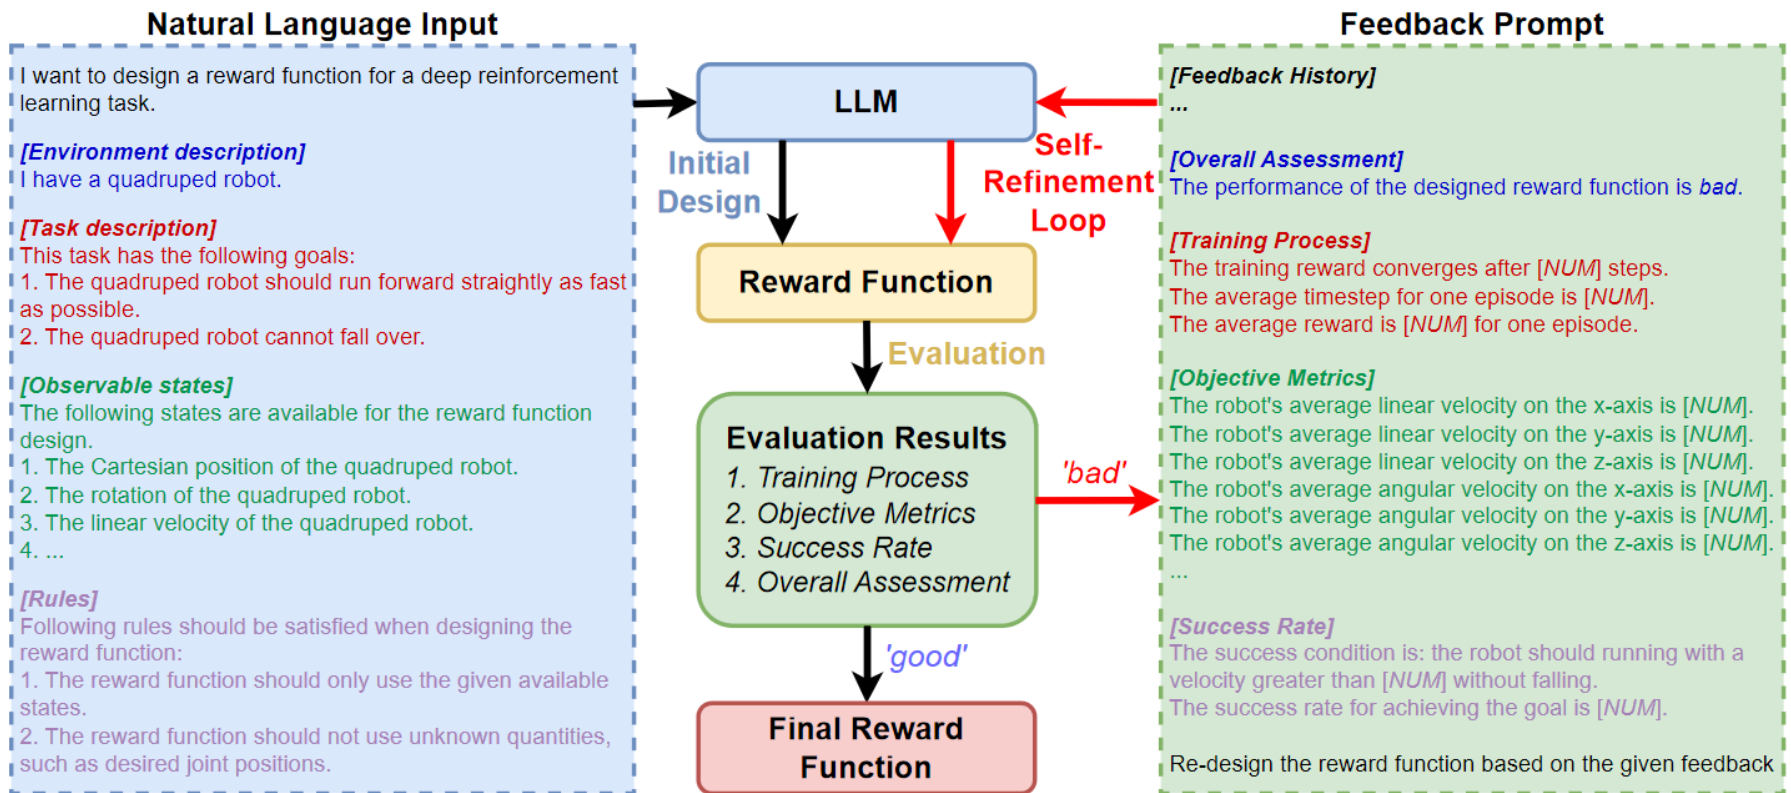 Natural Language Input
I want to design a reward function for a deep reinforcement
learning task.
[Environment description]
I have a quadruped robot.
[Task description]
This task has the following goals:
1. The quadruped robot should run forward straightly as fast
as possible.
2. The quadruped robot cannot fall over.
[Observable states]
The following states are available for the reward function
design.
1. The Cartesian position of the quadruped robot.
2. The rotation of the quadruped robot.
3. The linear velocity of the quadruped robot.
4. ...
[Rules]
Following rules should be satisfied when designing the
reward function:
1. The reward function should only use the given available
states.
2. The reward function should not use unknown quantities,
such as desired joint positions.
LLM
Initial
Design
Self-
Refinement
Loop
Reward Function
Evaluation
Evaluation Results
1. Training Process
2. Objective Metrics
3. Success Rate
4. Overall Assessment
'bad'
'good'
Final Reward
Function
Feedback Prompt
[Feedback History]
...
[Overall Assessment]
The performance of the designed reward function is bad.
[Training Process]
The training reward converges after [NUM] steps.
The average timestep for one episode is [NUM].
The average reward is [NUM] for one episode.
[Objective Metrics]
The robot's average linear velocity on the x-axis is [NUM].
The robot's average linear velocity on the y-axis is [NUM].
The robot's average linear velocity on the z-axis is [NUM].
The robot's average angular velocity on the x-axis is [NUM].
The robot's average angular velocity on the y-axis is [NUM].
The robot's average angular velocity on the z-axis is [NUM].
...
[Success Rate]
The success condition is: the robot should running with a
velocity greater than [NUM] without falling.
The success rate for achieving the goal is [NUM].
Re-design the reward function based on the given feedback